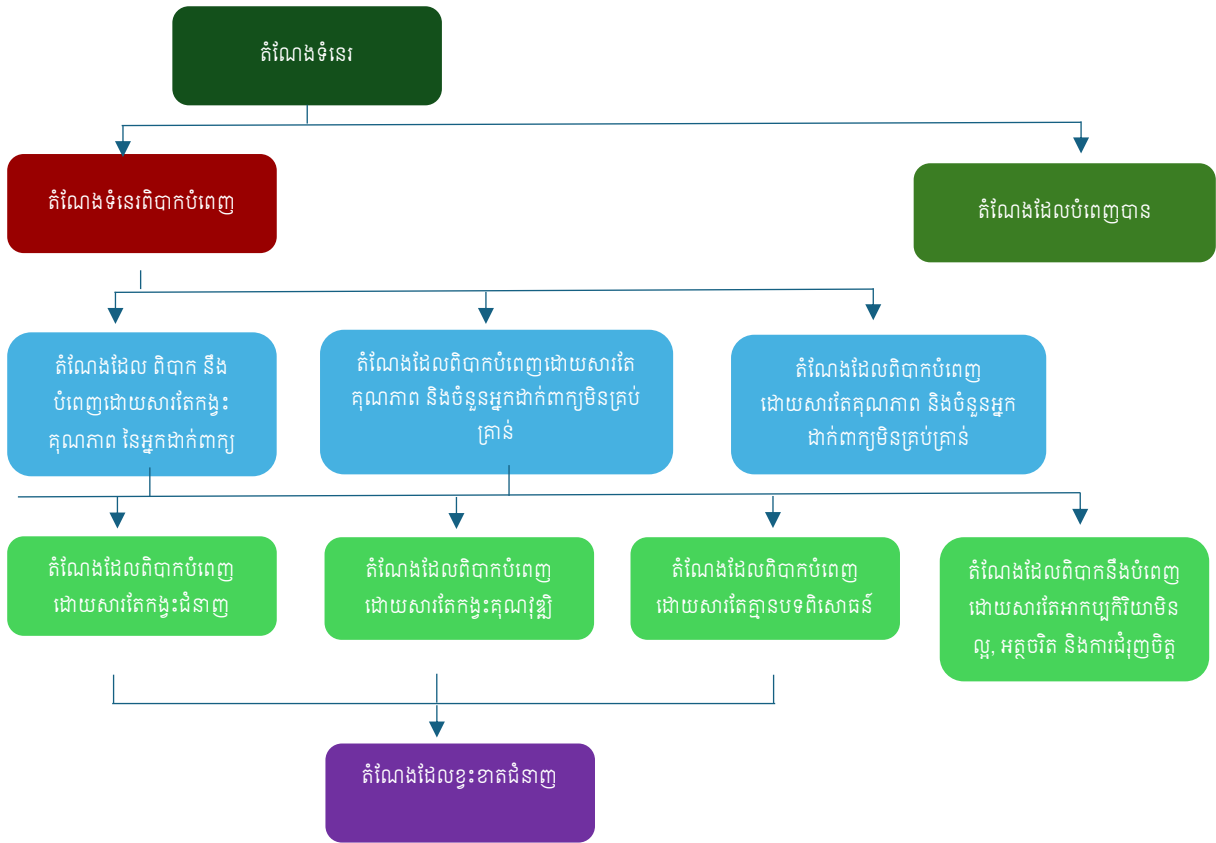 តំណែងទំនេរ
តំណែងទំនេរពិបាកបំពេញ
តំណែងដែលបំពេញបាន
តំណែងដែល ពិបាក នឹង
បំពេញដោយសារតែកង្វះ
គុណភាព នៃអ្នកដាក់ពាក្យ
តំណែងដែលពិបាកបំពេញដោយសារតែ
គុណភាព និងចំនួនអ្នកដាក់ពាក្យមិនគ្រប់
គ្រាន់
តំណែងដែលពិបាកបំពេញ
ដោយសារតែគុណភាព និងចំនួនអ្នក
ដាក់ពាក្យមិនគ្រប់គ្រាន់
តំណែងដែលពិបាកបំពេញ
ដោយសារតែកង្វះជំនាញ
តំណែងដែលពិបាកបំពេញ
ដោយសារតែកង្វះគុណវុឌ្ឍិ
តំណែងដែលពិបាកបំពេញ
ដោយសារតែគ្មានបទពិសោធន៍
តំណែងដែលពិបាកនឹងបំពេញ
ដោយសារតែអាកប្បកិរិយាមិន
ល្អ, អត្តចរិត និងការជំរុញចិត្ត
តំណែងដែលខ្វះខាតជំនាញ